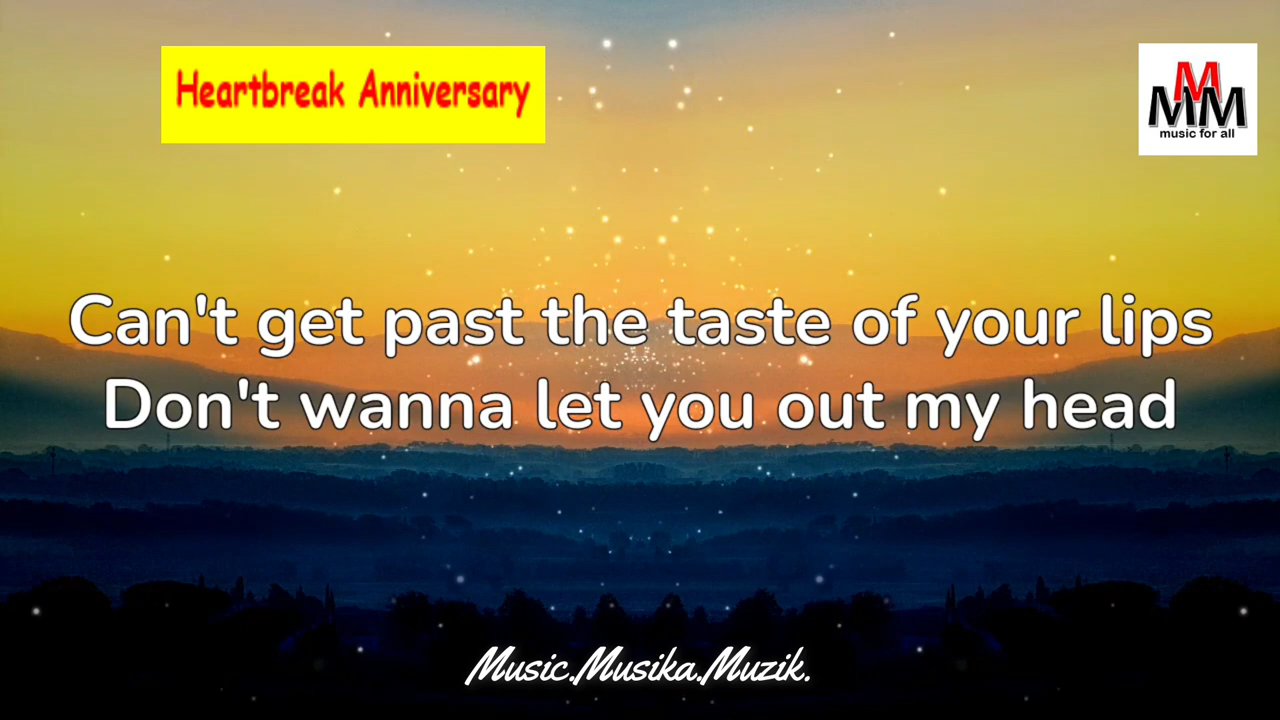 Heartbreak Anniversary
MMM
music for all
Can't get past the taste of your lips
Don't wanna let you out my head
Music.Musika.Muzik.